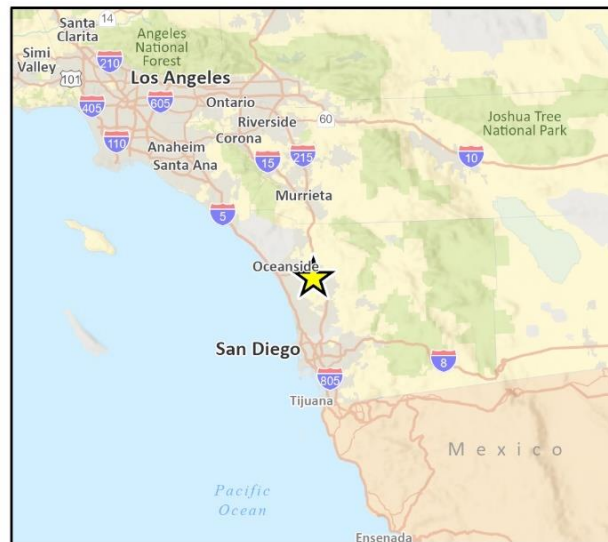 14
Santa
Clarita
Angeles
National
Forest
Simi
Valley
210
101
Los Angeles
405
605
Ontario
Riverside
60
Joshua Tree
National Park
Corona
110
Anaheim
Santa Ana
15
215
10
Murrieta
5
Oceanside
San Diego
8
805
Tijuana
Mexico
Pacific
Ocean
Ensenada